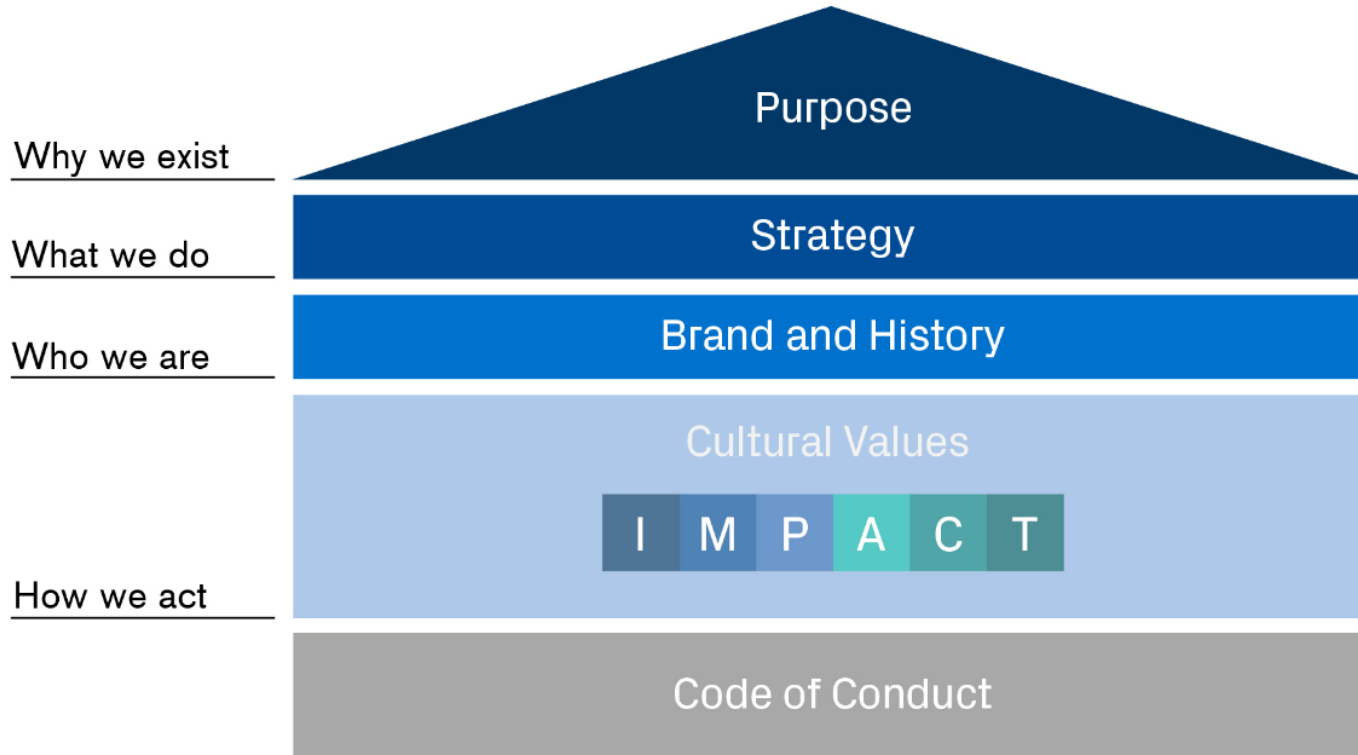 Purpose
Why we exist
Strategy
What we do
Brand and History
Who we are
Cultural Values
I M P A C T
How we act
Code of Conduct